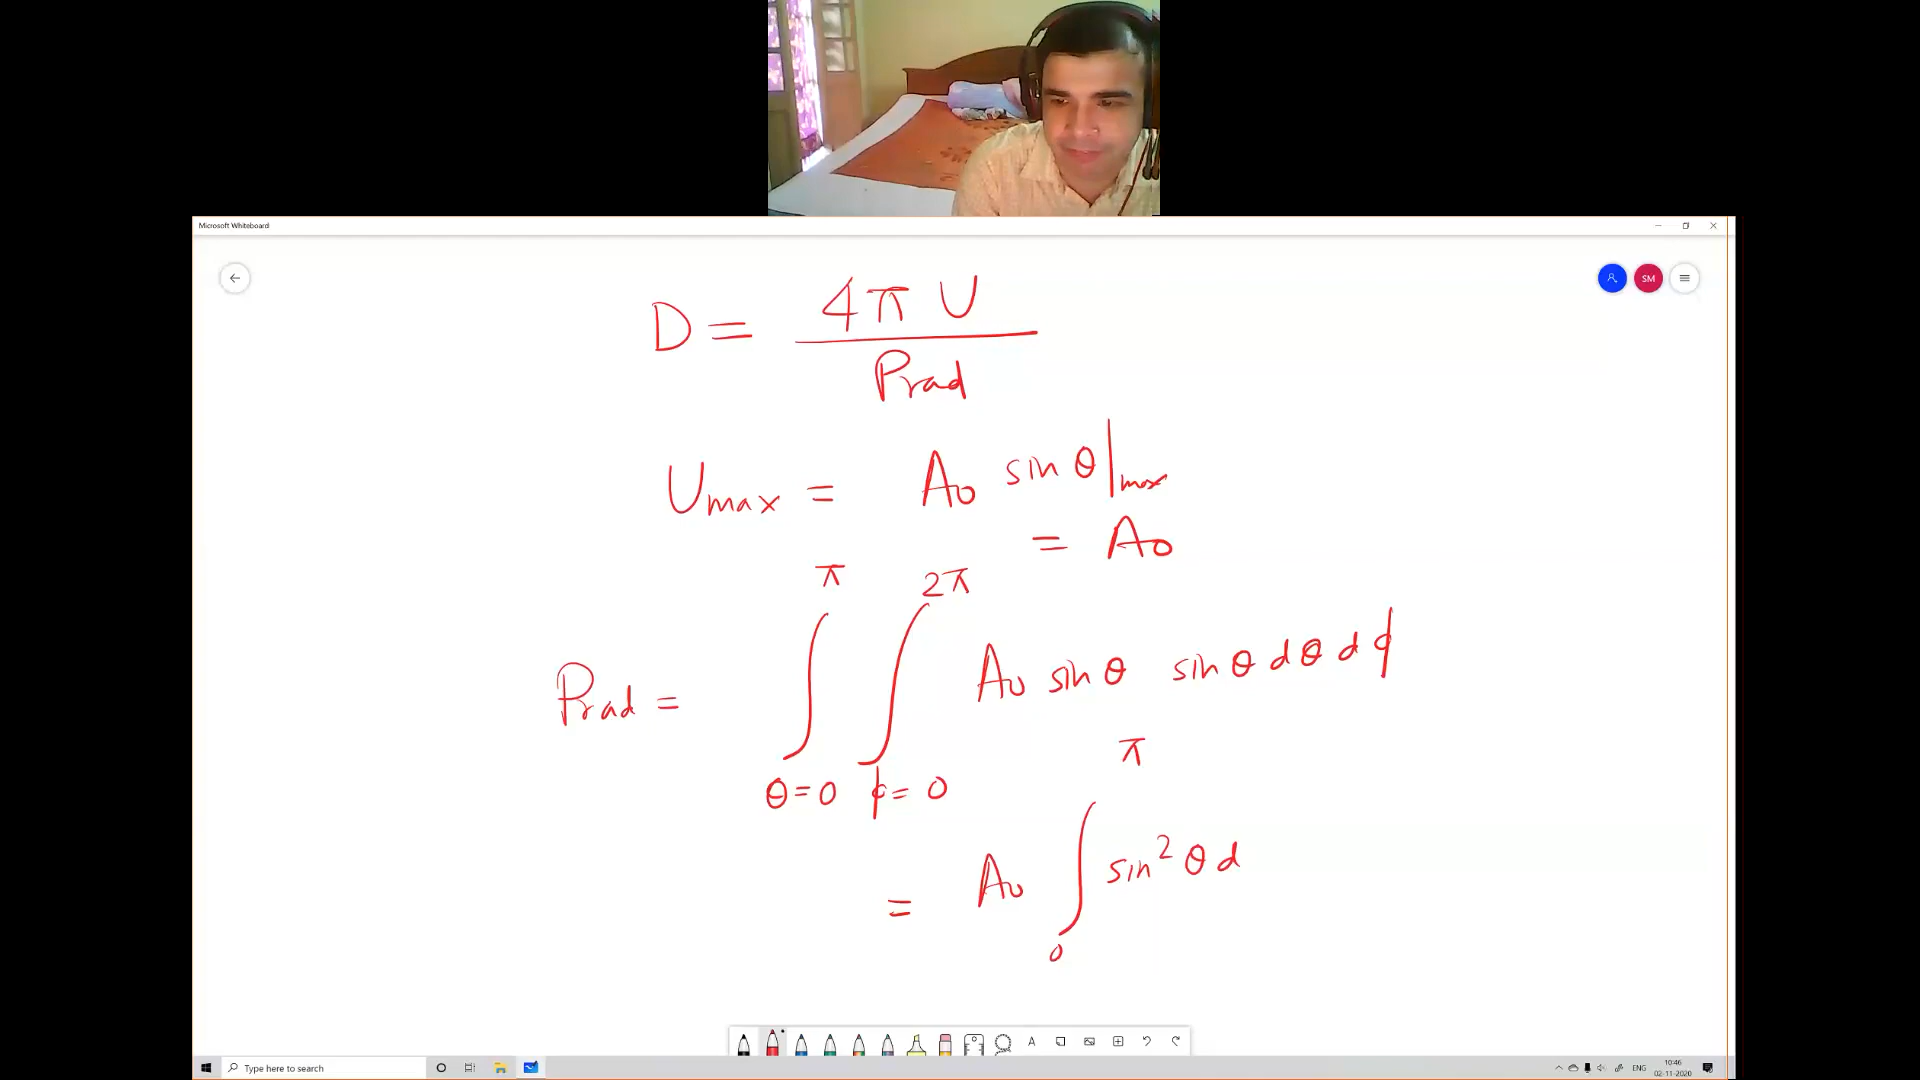 Microsoft Whiteboard
SM
D = 4π U / Prad
Umax = A₀ sin θ|max
= A₀
Prad = ∫_{θ=0}^{π} ∫_{ϕ=0}^{2π} A₀ sin θ sin θ dθ dϕ
= A₀ ∫_{0}^{π} sin² θ d
A
Type here to search
ENG
10:46
02-11-2020